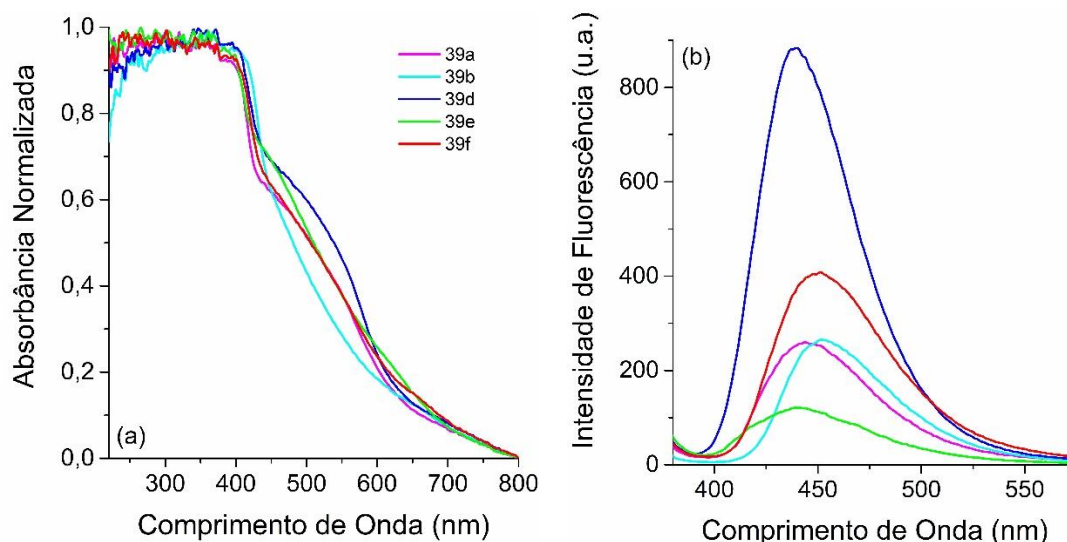 1,0
0,8
0,6
0,4
0,2
0,0
Absorbância Normalizada
39a
39b
39d
39e
39f
(a)
300 400 500 600 700 800
Comprimento de Onda (nm)
(b)
800
600
400
200
0
Intensidade de Fluorescência (u.a.)
400 450 500 550
Comprimento de Onda (nm)